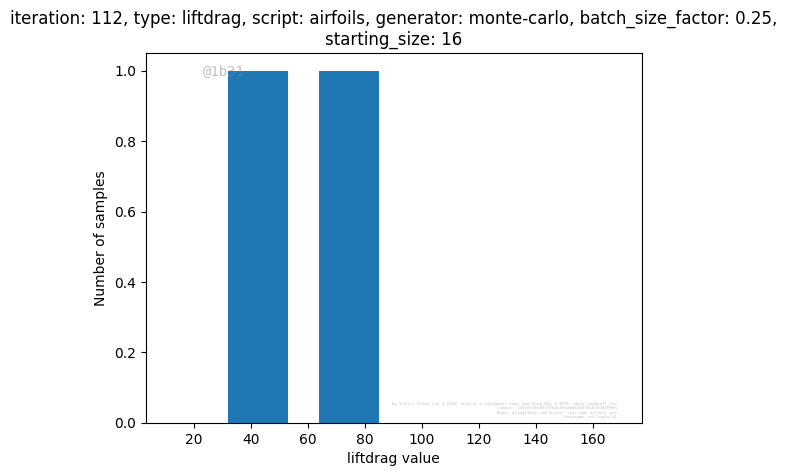 iteration: 112, type: liftdrag, script: airfoils, generator: monte-carlo, batch_size_factor: 0.25,
starting_size: 16
@1b31
1.0
0.8
0.6
0.4
0.2
0.0
Number of samples
20 40 60 80 100 120 140 160
liftdrag value